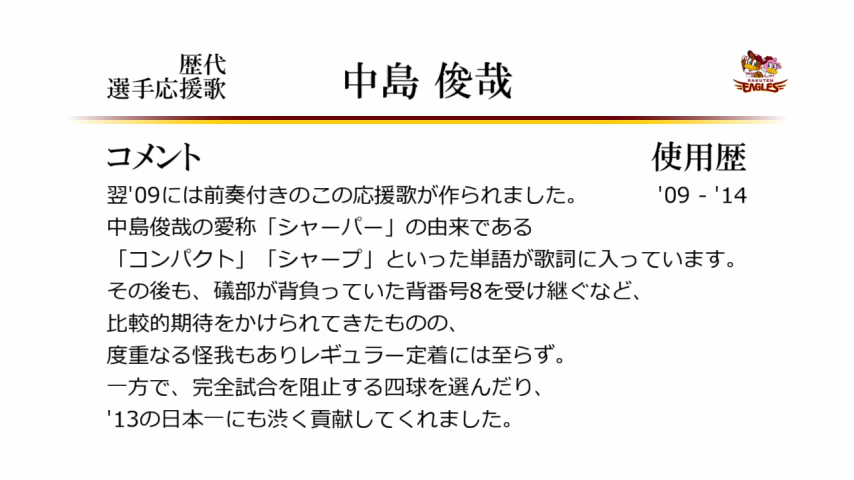 歴代
選手応援歌
中島 俊哉
RAKUTEN
EAGLES
コメント
使用歴
翌'09には前奏付きのこの応援歌が作られました。
'09 - '14
中島俊哉の愛称「シャーパー」の由来である
「コンパクト」「シャープ」といった単語が歌詞に入っています。
その後も、礒部が背負っていた背番号8を受け継ぐなど、
比較的期待をかけられてきたものの、
度重なる怪我もありレギュラー定着には至らず。
一方で、完全試合を阻止する四球を選んだり、
'13の日本一にも渋く貢献してくれました。